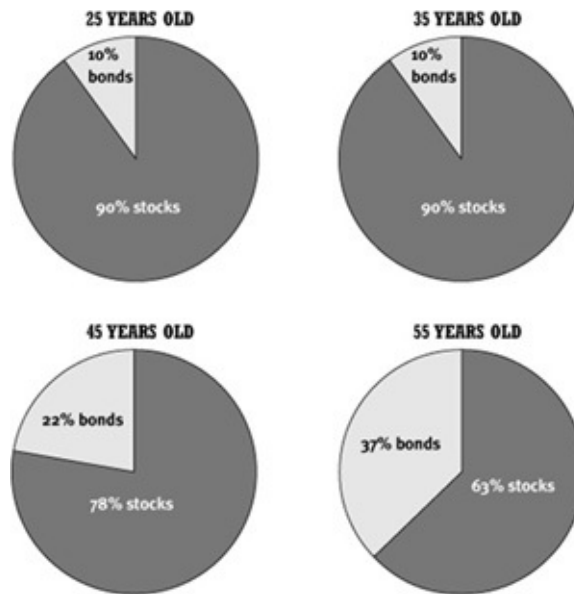 25 YEARS OLD
10%
bonds
90% stocks
35 YEARS OLD
10%
bonds
90% stocks
45 YEARS OLD
22% bonds
78% stocks
55 YEARS OLD
37% bonds
63% stocks